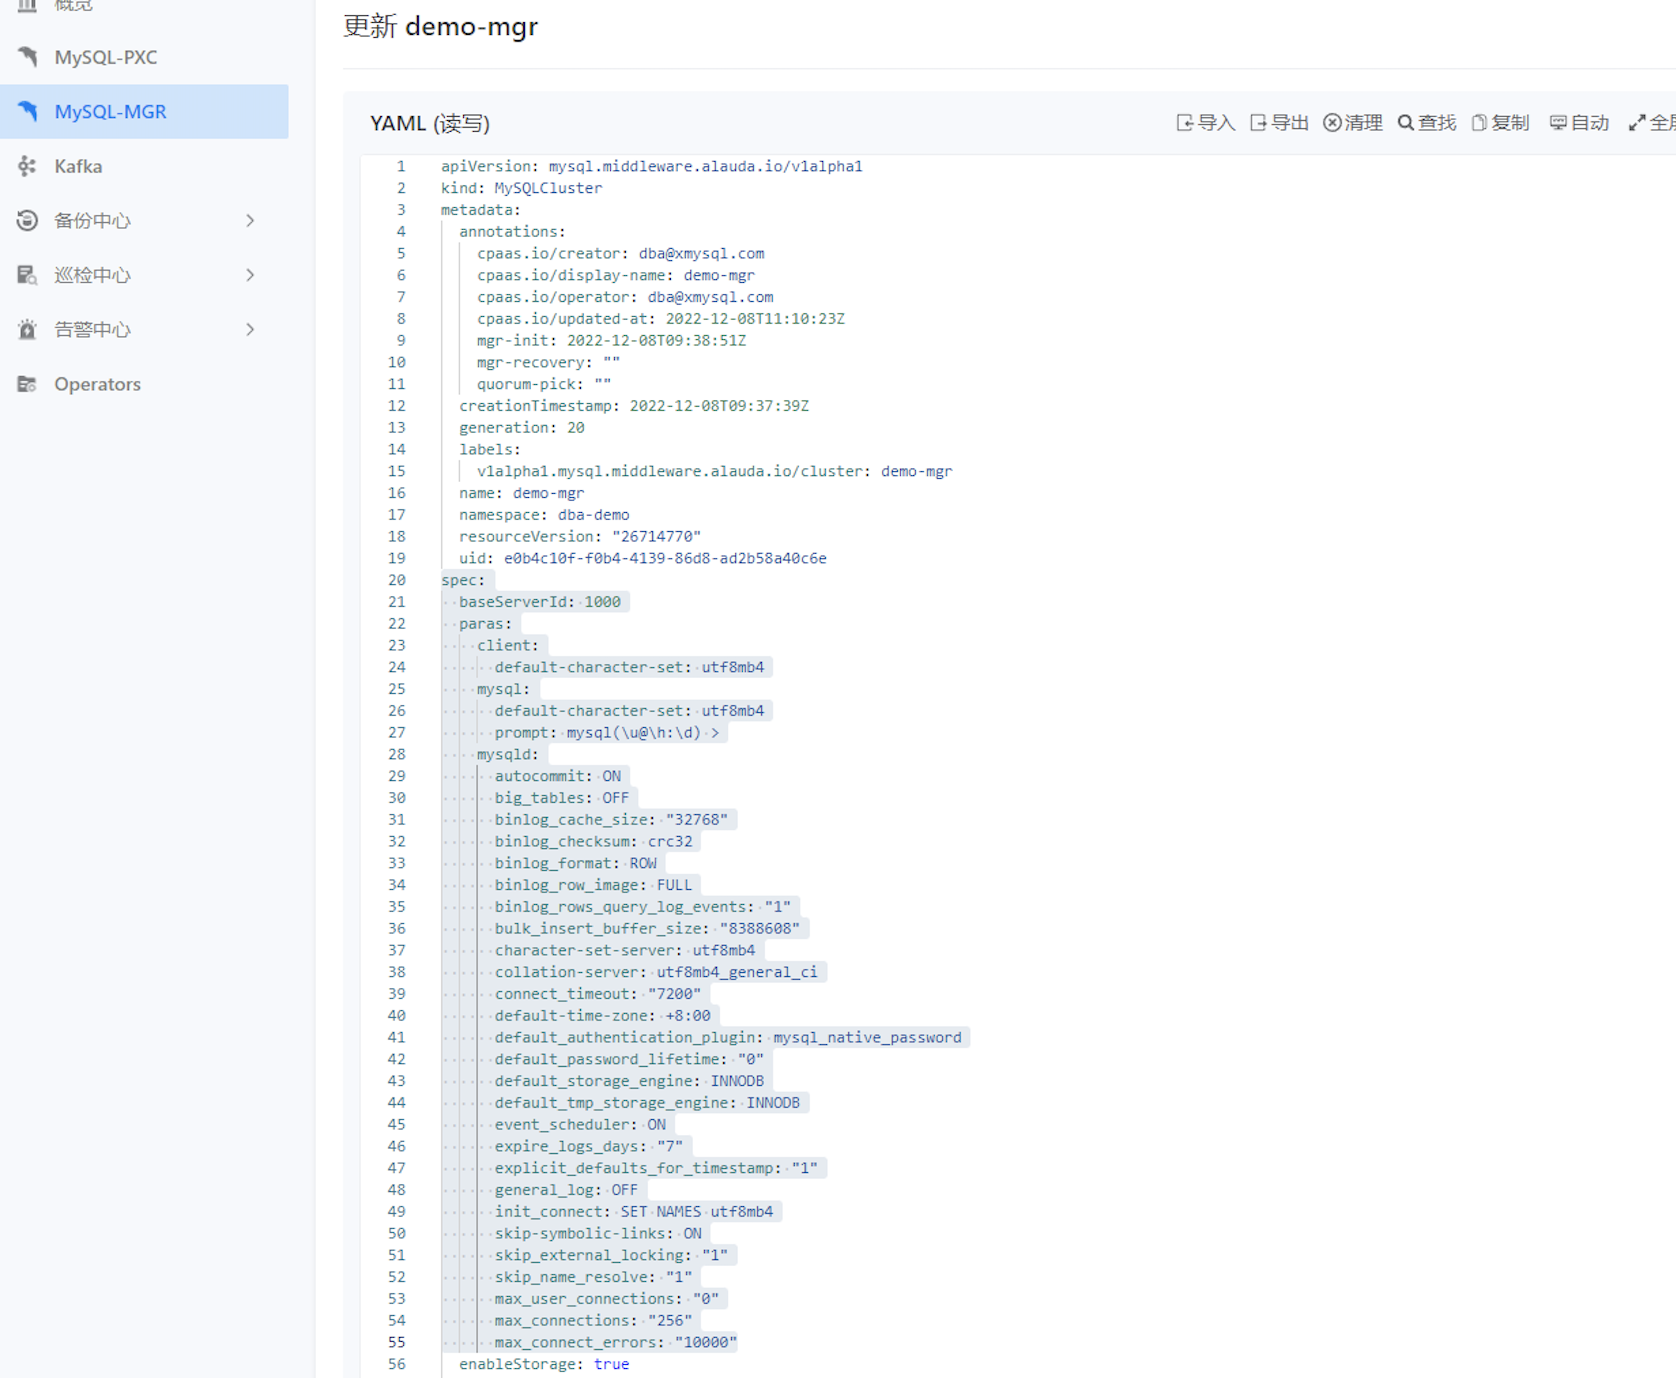 概览
MySQL-PXC
MySQL-MGR
Kafka
备份中心
巡检中心
告警中心
Operators
更新 demo-mgr
YAML (读写)
导入 导出 清理 查找 复制 自动 全
1 apiVersion: mysql.middleware.alauda.io/v1alpha1
2 kind: MySQLCluster
3 metadata:
4 annotations:
5 cpaas.io/creator: dba@xmysql.com
6 cpaas.io/display-name: demo-mgr
7 cpaas.io/operator: dba@xmysql.com
8 cpaas.io/updated-at: 2022-12-08T11:10:23Z
9 mgr-init: 2022-12-08T09:38:51Z
10 mgr-recovery: ""
11 quorum-pick: ""
12 creationTimestamp: 2022-12-08T09:37:39Z
13 generation: 20
14 labels:
15 v1alpha1.mysql.middleware.alauda.io/cluster: demo-mgr
16 name: demo-mgr
17 namespace: dba-demo
18 resourceVersion: "26714770"
19 uid: e0b4c10f-f0b4-4139-86d8-ad2b58a40c6e
20 spec:
21 baseServerId: 1000
22 paras:
23 client:
24 default-character-set: utf8mb4
25 mysql:
26 default-character-set: utf8mb4
27 prompt: mysql(\u@\h:\d) >
28 mysqld:
29 autocommit: ON
30 big_tables: OFF
31 binlog_cache_size: "32768"
32 binlog_checksum: crc32
33 binlog_format: ROW
34 binlog_row_image: FULL
35 binlog_rows_query_log_events: "1"
36 bulk_insert_buffer_size: "8388608"
37 character-set-server: utf8mb4
38 collation-server: utf8mb4_general_ci
39 connect_timeout: "7200"
40 default-time-zone: +8:00
41 default_authentication_plugin: mysql_native_password
42 default_password_lifetime: "0"
43 default_storage_engine: INNODB
44 default_tmp_storage_engine: INNODB
45 event_scheduler: ON
46 expire_logs_days: "7"
47 explicit_defaults_for_timestamp: "1"
48 general_log: OFF
49 init_connect: SET NAMES utf8mb4
50 skip-symbolic-links: ON
51 skip_external_locking: "1"
52 skip_name_resolve: "1"
53 max_user_connections: "0"
54 max_connections: "256"
55 max_connect_errors: "10000"
56 enableStorage: true